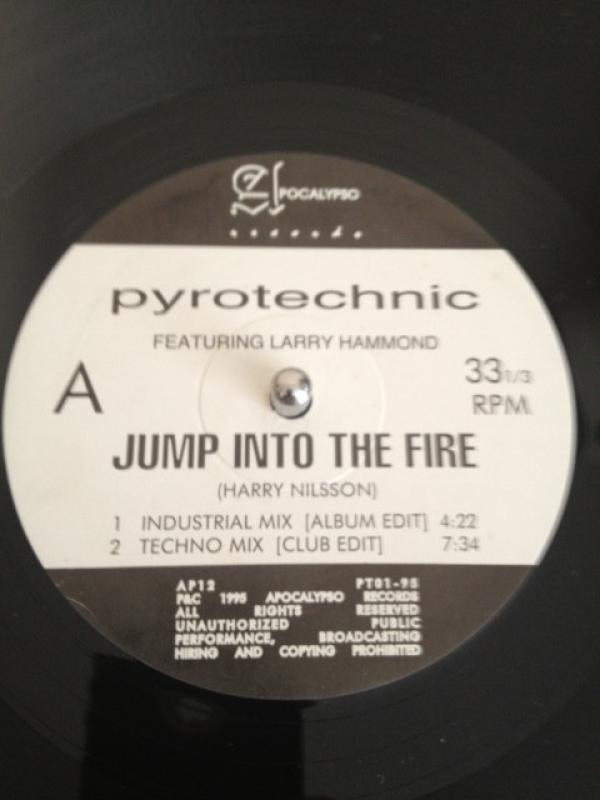 APOCALYPSO
records
pyrotechnic
FEATURING LARRY HAMMOND
A
33 1/3
RPM
JUMP INTO THE FIRE
(HARRY NILSSON)
1 INDUSTRIAL MIX [ALBUM EDIT] 4:22
2 TECHNO MIX [CLUB EDIT] 7:34
AP12 PT01-95
P&C 1995 APOCALYPSO RECORDS
ALL RIGHTS RESERVED
UNAUTHORIZED PUBLIC
PERFORMANCE, BROADCASTING
HIRING AND COPYING PROHIBITED